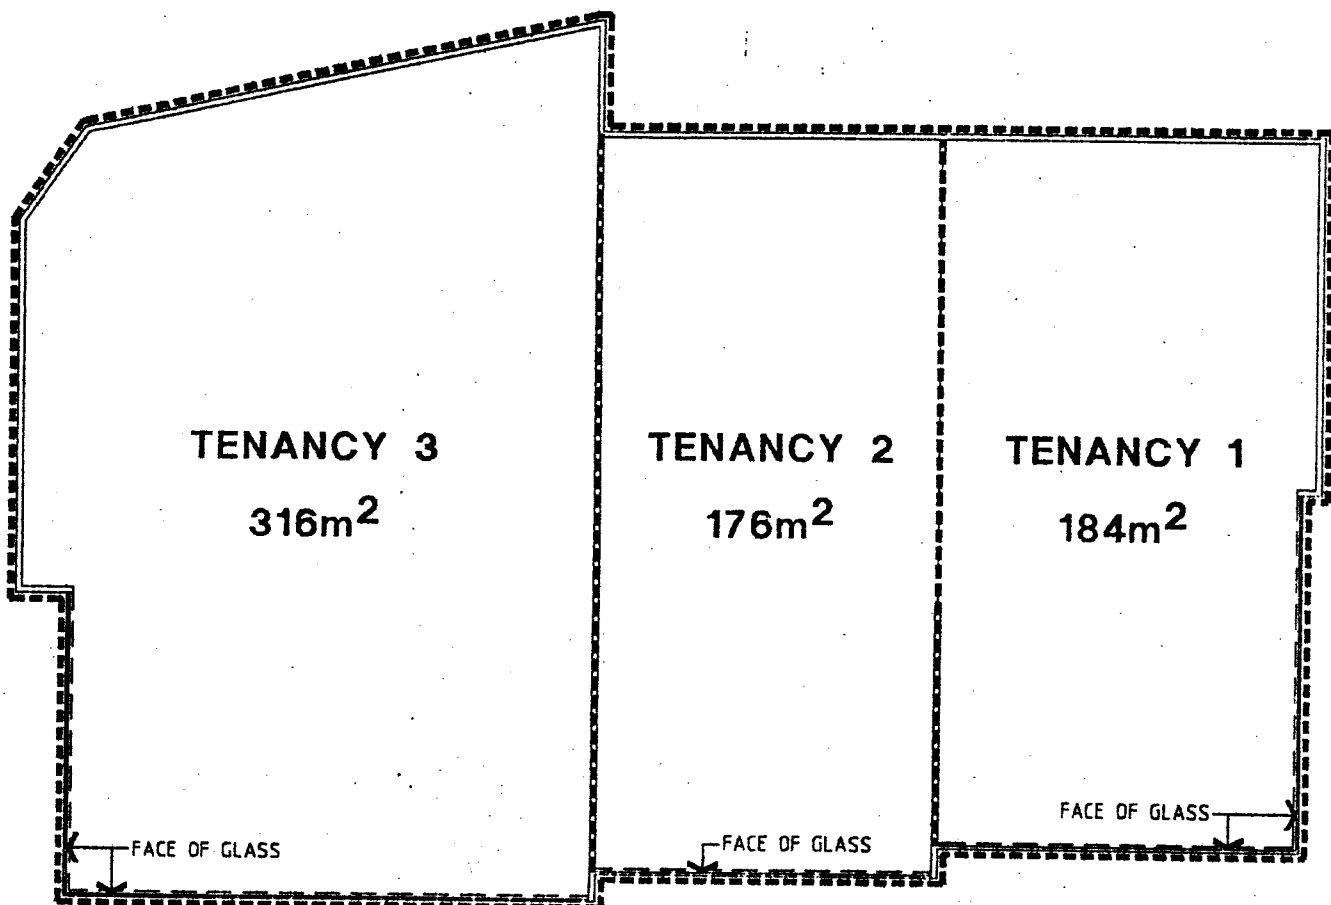 TENANCY 3
316m²
TENANCY 2
176m²
TENANCY 1
184m²
FACE OF GLASS
FACE OF GLASS
FACE OF GLASS